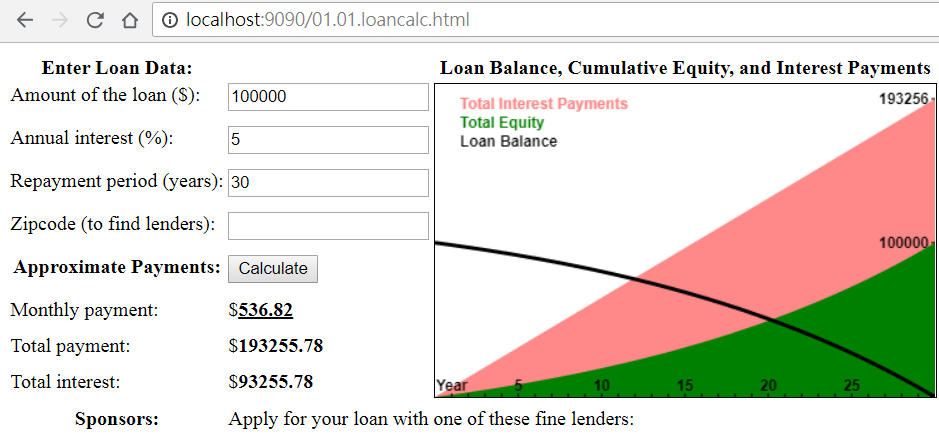 localhost:9090/01.01.loancalc.html
Enter Loan Data:
Amount of the loan ($): 100000
Annual interest (%): 5
Repayment period (years): 30
Zipcode (to find lenders):
Approximate Payments: Calculate
Monthly payment: $536.82
Total payment: $193255.78
Total interest: $93255.78
Loan Balance, Cumulative Equity, and Interest Payments
Total Interest Payments
Total Equity
Loan Balance
193256
100000
Year 5 10 15 20 25
Sponsors: Apply for your loan with one of these fine lenders: